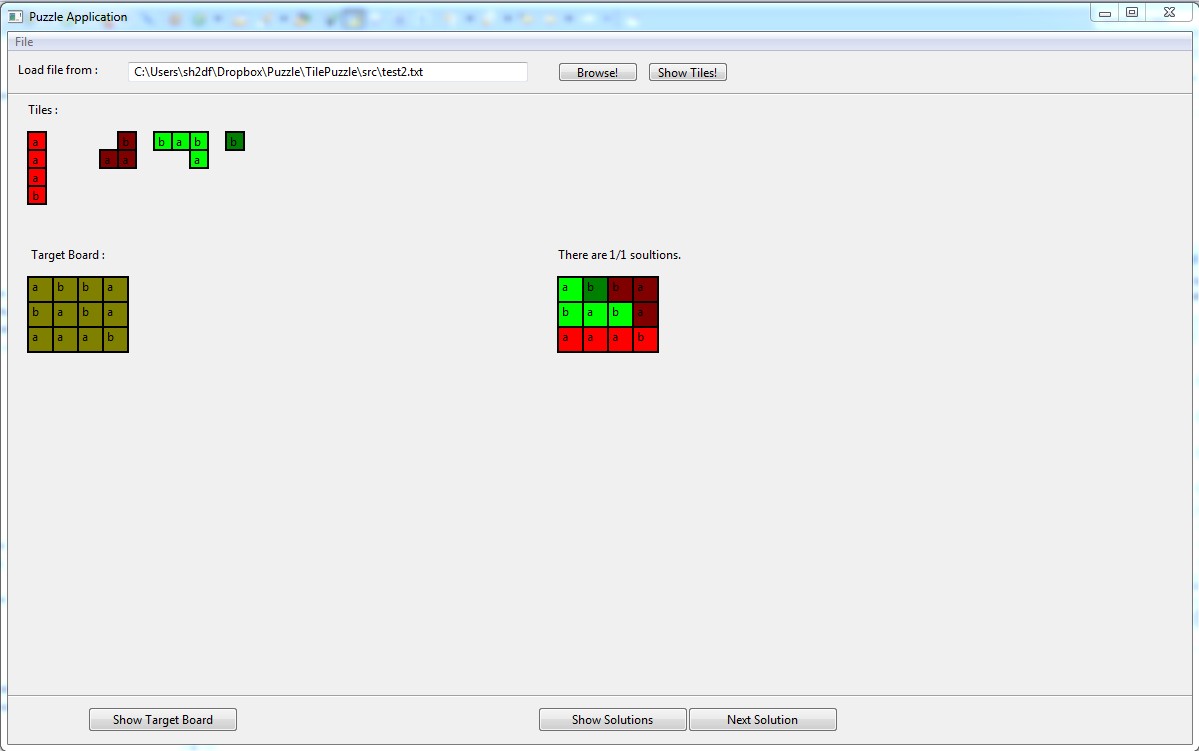 Puzzle Application
File
Load file from : C:\Users\sh2df\Dropbox\Puzzle\TilePuzzle\src\test2.txt Browse! Show Tiles!
Tiles :
a b b a b b
a a a a
a
b
Target Board : There are 1/1 soultions.
a b b a a b b a
b a b a b a b a
a a a b a a a b
Show Target Board Show Solutions Next Solution